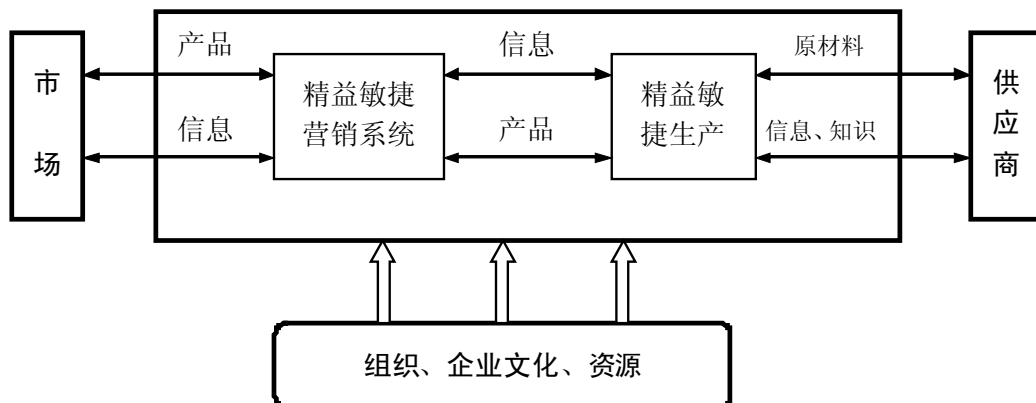 产品
信息
原材料
市
场
精益敏捷
营销系统
精益敏
捷生产
供
应
商
信息
产品
信息、知识
组织、企业文化、资源